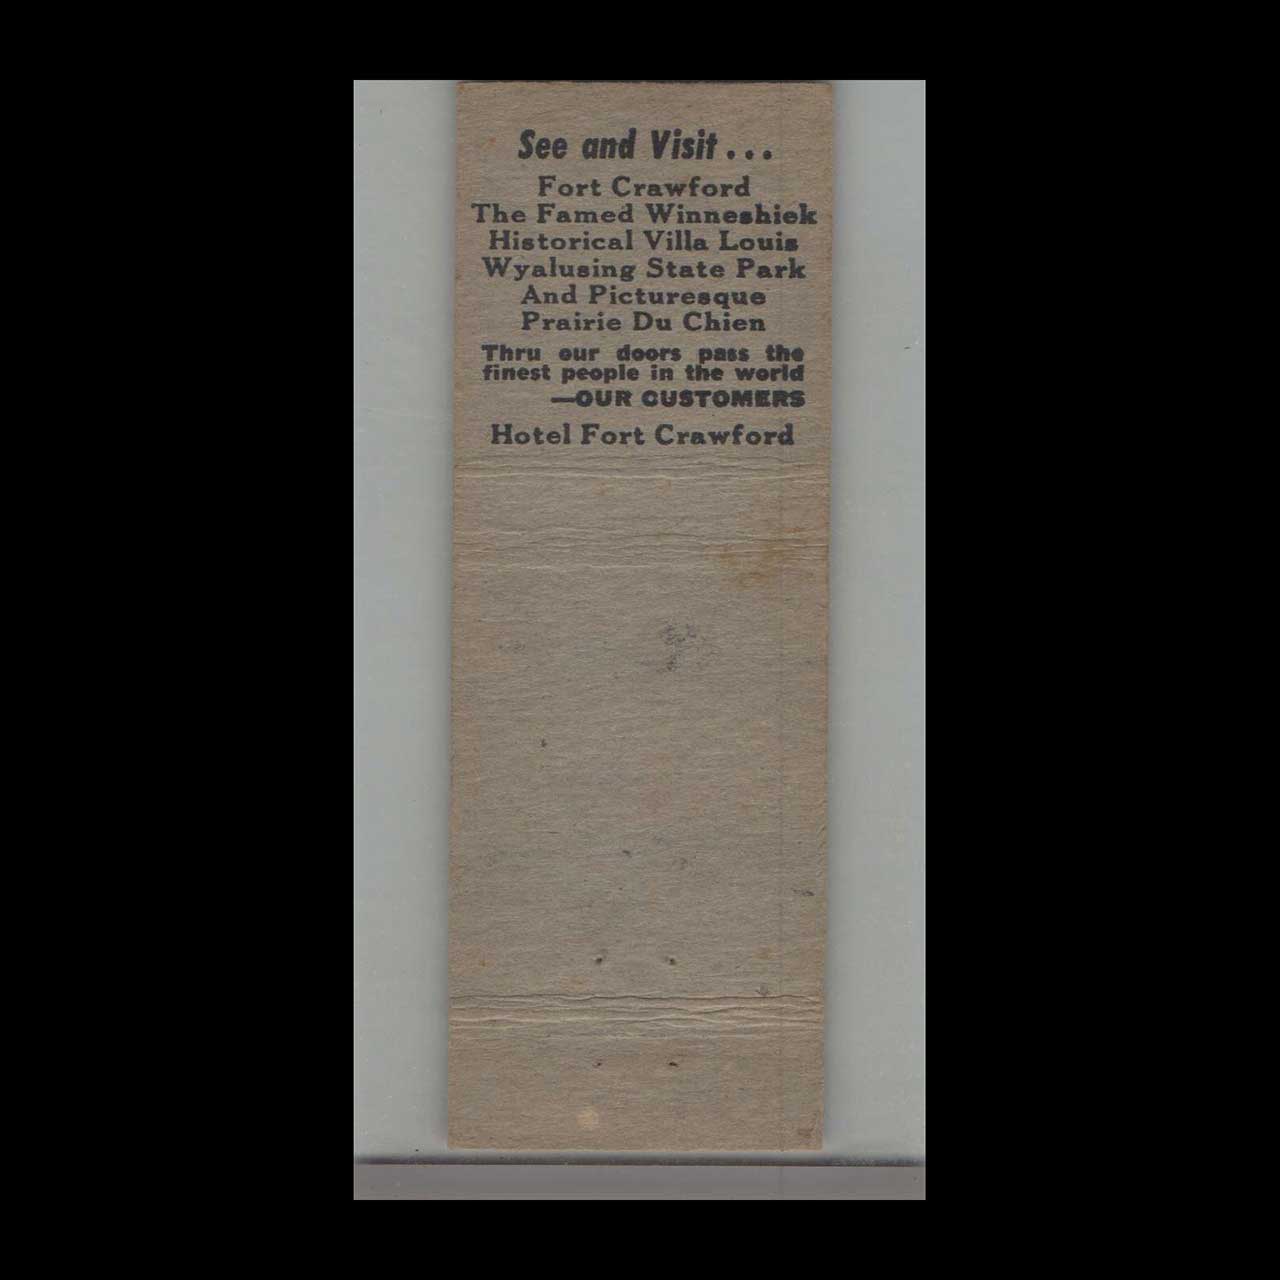 See and Visit . . .
Fort Crawford
The Famed Winneshiek
Historical Villa Louis
Wyalusing State Park
And Picturesque
Prairie Du Chien
Thru our doors pass the
finest people in the world
—OUR CUSTOMERS
Hotel Fort Crawford